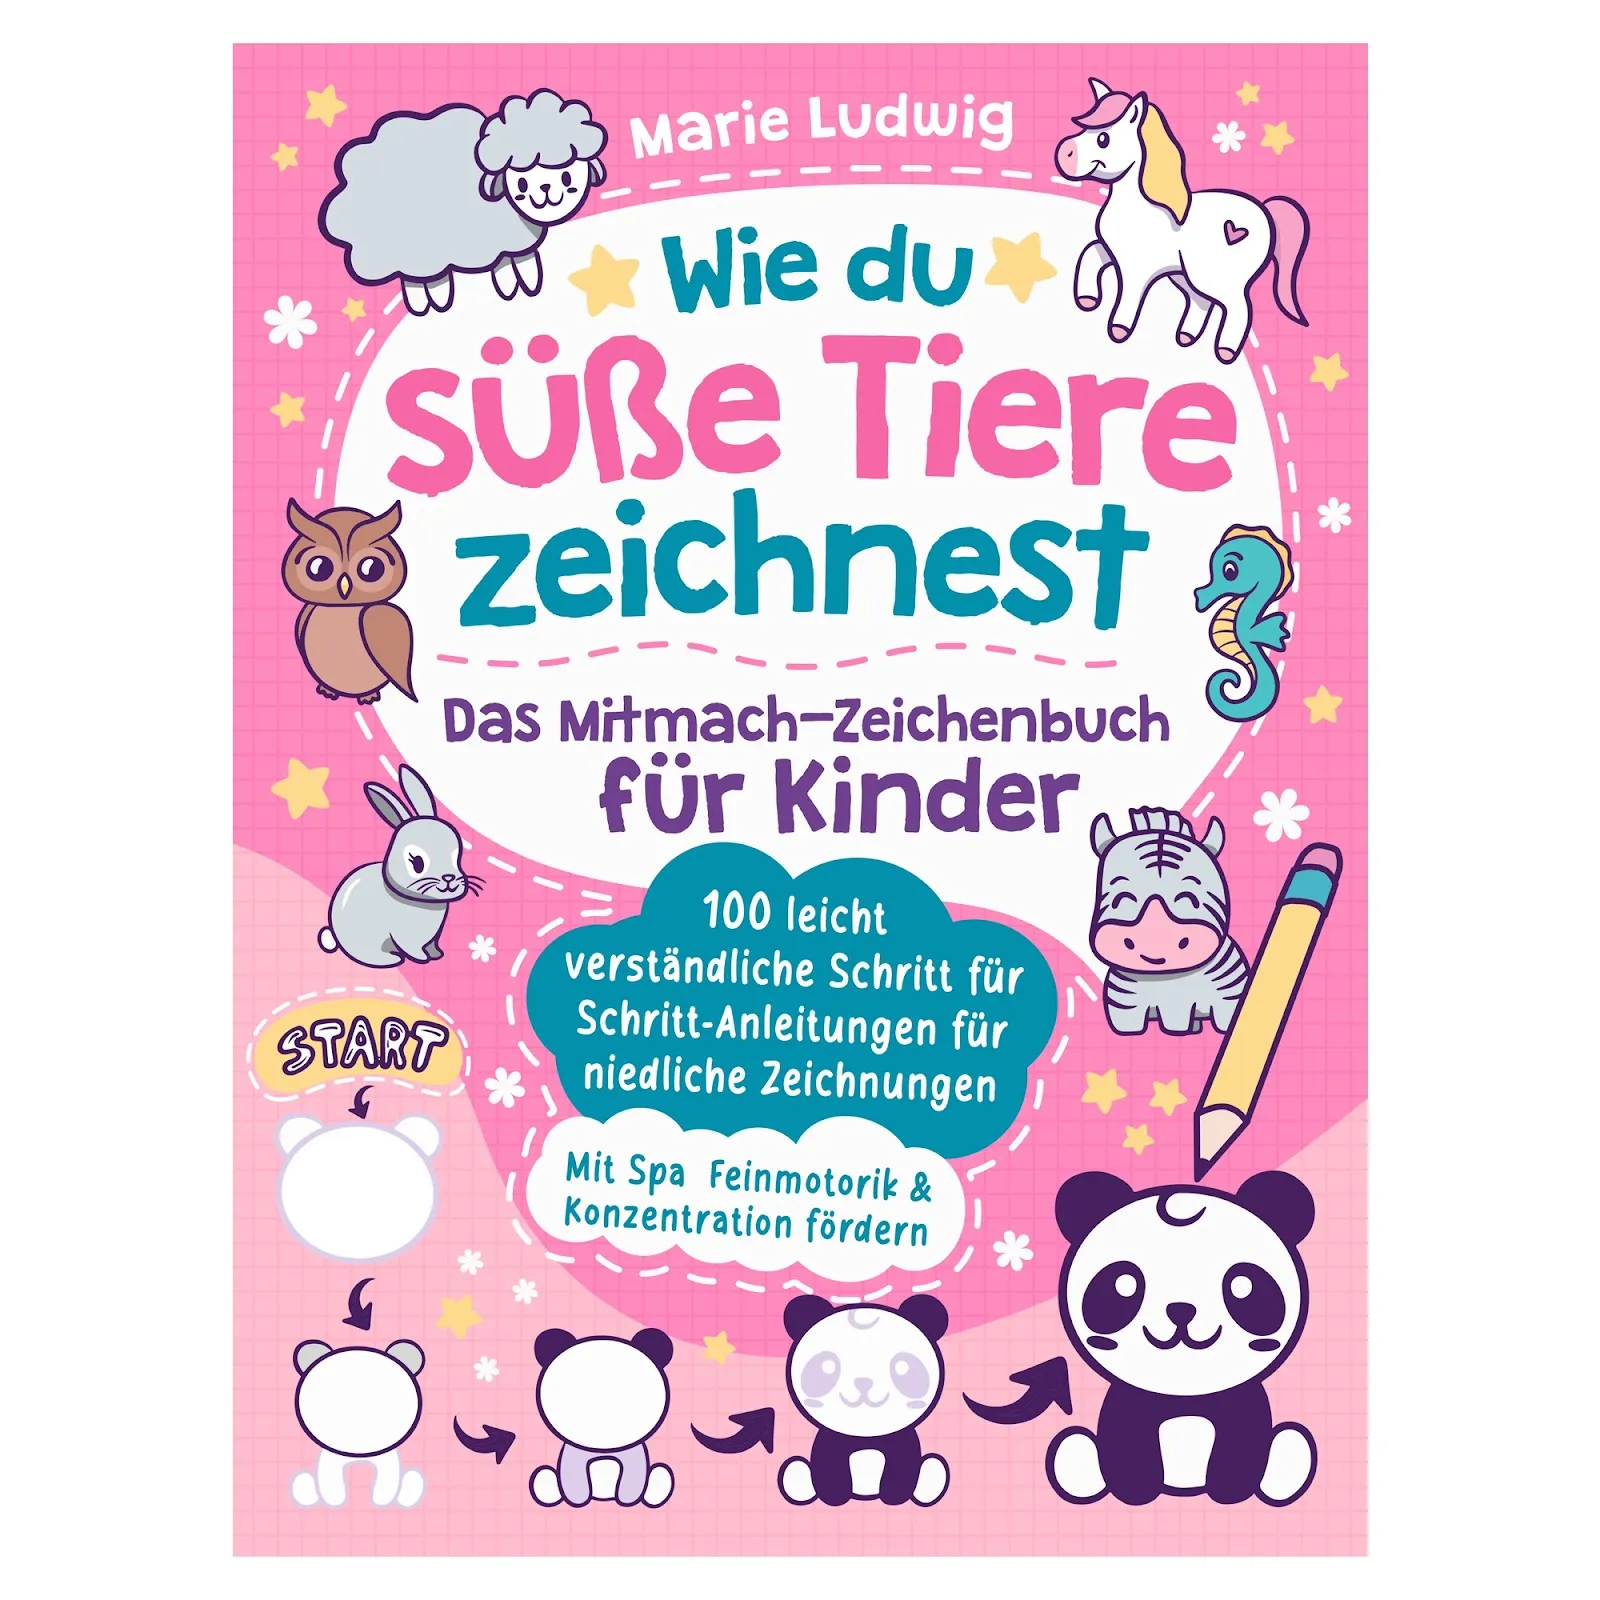 Marie Ludwig
Wie du
süße Tiere
zeichnest
Das Mitmach-Zeichenbuch
für Kinder
100 leicht
verständliche Schritt für
Schritt-Anleitungen für
niedliche Zeichnungen
Mit Spa Feinmotorik &
Konzentration fördern
START